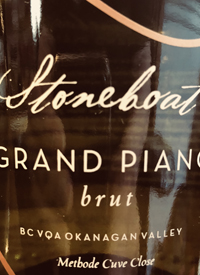 Stoneboat
GRAND PIANO
brut
BC VQA OKANAGAN VALLEY
Methode Cuve Close